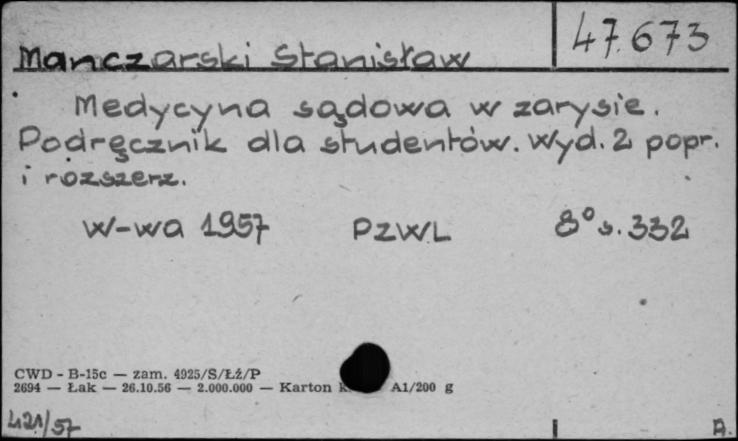 47.673
Manczarski Stanisław
Medycyna sądowa w zarysie.
Podręcznik dla studentów. Wyd. 2 popr.
i rozszerz.
W-wa 1957 PZWL 8° s. 332
CWD - B-15c — zam. 4925/S/Łź/P
2694 — Łak — 26.10.56 — 2.000.000 — Karton k A1/200 g
421/57 A.